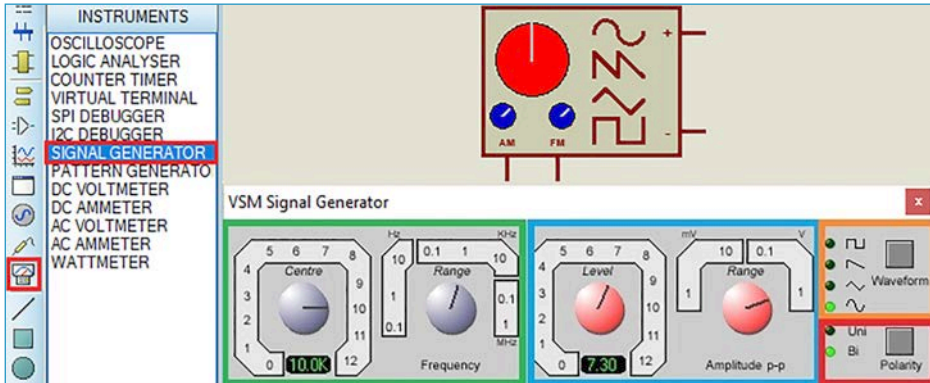 INSTRUMENTS
OSCILLOSCOPE
LOGIC ANALYSER
COUNTER TIMER
VIRTUAL TERMINAL
SPI DEBUGGER
I2C DEBUGGER
SIGNAL GENERATOR
PATTERN GENERATO
DC VOLTMETER
DC AMMETER
AC VOLTMETER
AC AMMETER
WATTMETER
+
-
AM FM
VSM Signal Generator
x
0 1 2 3 4 5 6 7 8 9 10 11 12
Centre
10.0K
Hz KHz
0.1 1 10 0.1 1 10 0.1 1
MHz
Range
Frequency
0 1 2 3 4 5 6 7 8 9 10 11 12
Level
7.30
mV V
1 10 0.1 1
Range
Amplitude p-p
Waveform
Uni
Bi
Polarity